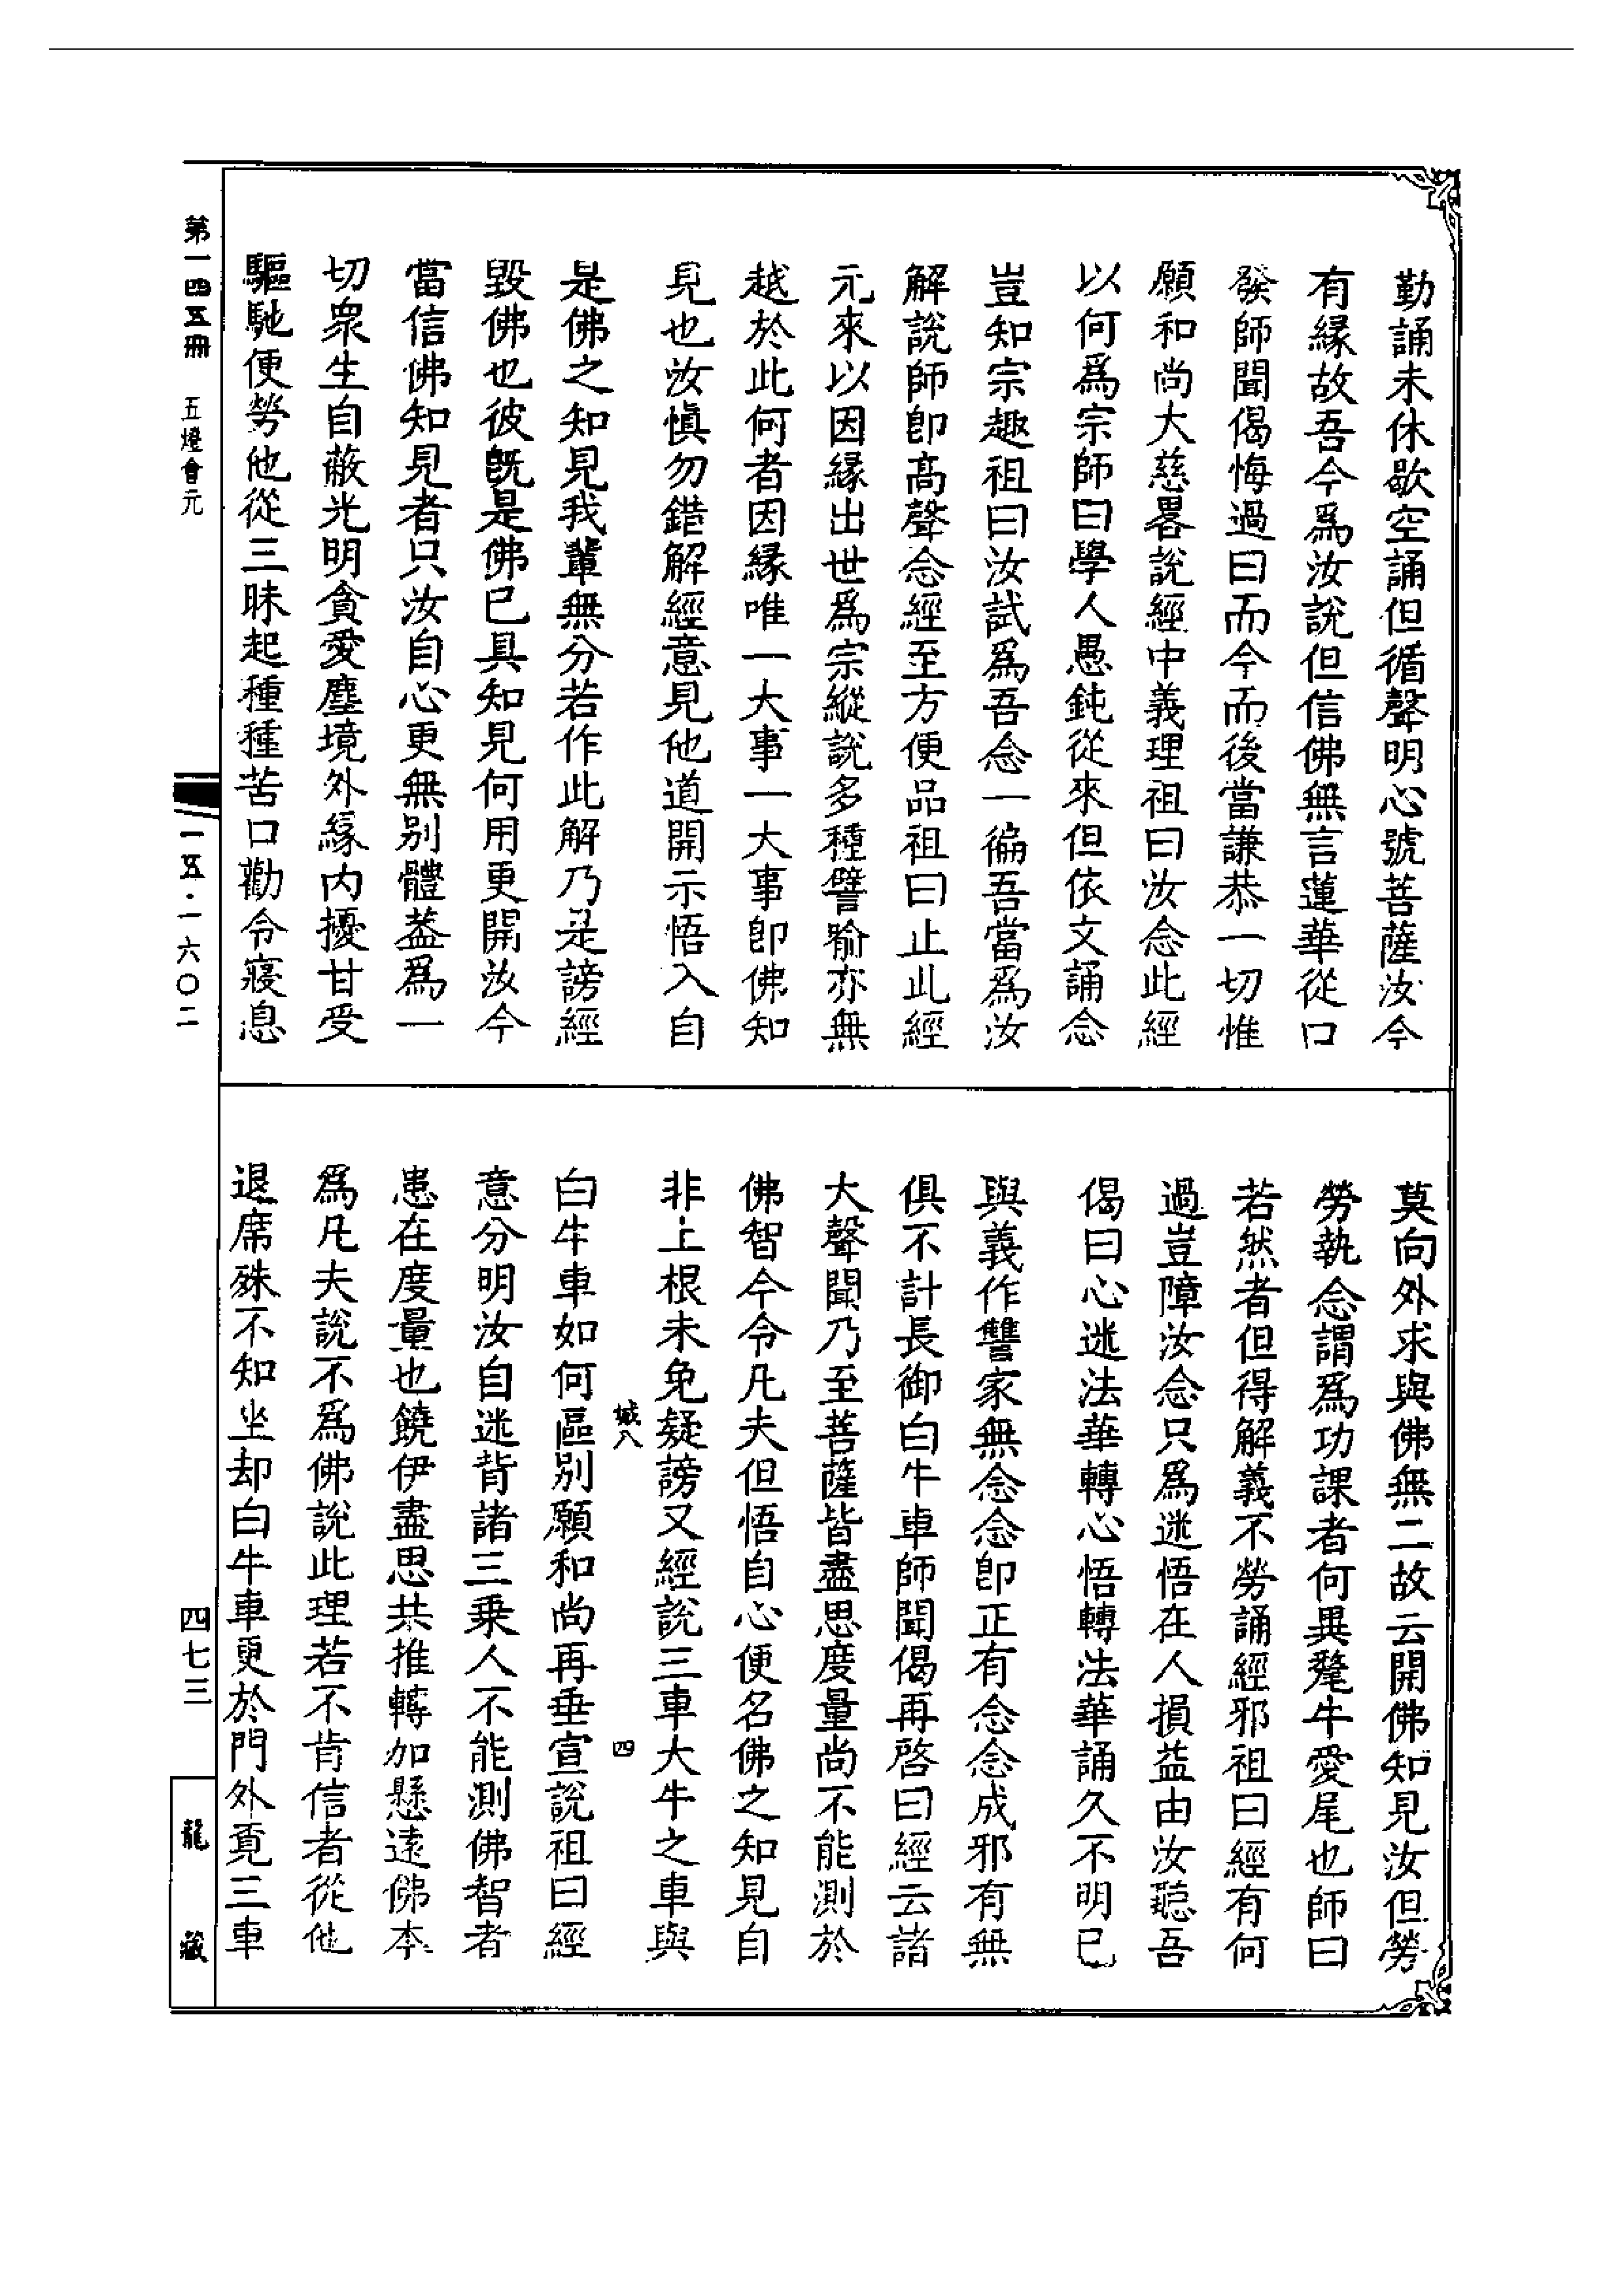 勤誦未休歇空誦但循聲明心號菩薩汝今
有緣故吾今爲汝說但信佛無言蓮華從口
發師聞偈悔過曰而今而後當謙恭一切惟
願和尚大慈畧說經中義理祖曰汝念此經
以何爲宗師曰學人愚鈍從來但依文誦念
豈知宗趣祖曰汝試爲吾念一徧吾當爲汝
解說師卽高聲念經至方便品祖曰止此經
元來以因緣出世爲宗縱說多種譬喻亦無
越於此何者因緣唯一大事一大事卽佛知
見也汝慎勿錯解經意見他道開示悟入自
是佛之知見我輩無分若作此解乃是謗經
毀佛也彼旣是佛已具知見何用更開汝今
當信佛知見者只汝自心更無別體葢爲一
切衆生自蔽光明貪愛塵境外緣內擾甘受
驅馳便勞他從三昧起種種苦口勸令寢息
莫向外求與佛無二故云開佛知見汝但勞
勞執念謂爲功課者何異氂牛愛尾也師曰
若然者但得解義不勞誦經邪祖曰經有何
過豈障汝念只爲迷悟在人損益由汝聽吾
偈曰心迷法華轉心悟轉法華誦久不明已
與義作讐家無念念卽正有念念成邪有無
俱不計長御白牛車師聞偈再啓曰經云諸
大聲聞乃至菩薩皆盡思度量尚不能測於
佛智今令凡夫但悟自心便名佛之知見自
非上根未免疑謗又經說三車大牛之車與
城八 四
白牛車如何區別願和尚再垂宣說祖曰經
意分明汝自迷背諸三乘人不能測佛智者
患在度量也饒伊盡思共推轉加懸遠佛本
爲凡夫說不爲佛說此理若不肯信者從他
退席殊不知坐却白牛車更於門外覓三車
第一四五冊 五燈會元
一五·一六〇二
四七三
龍藏